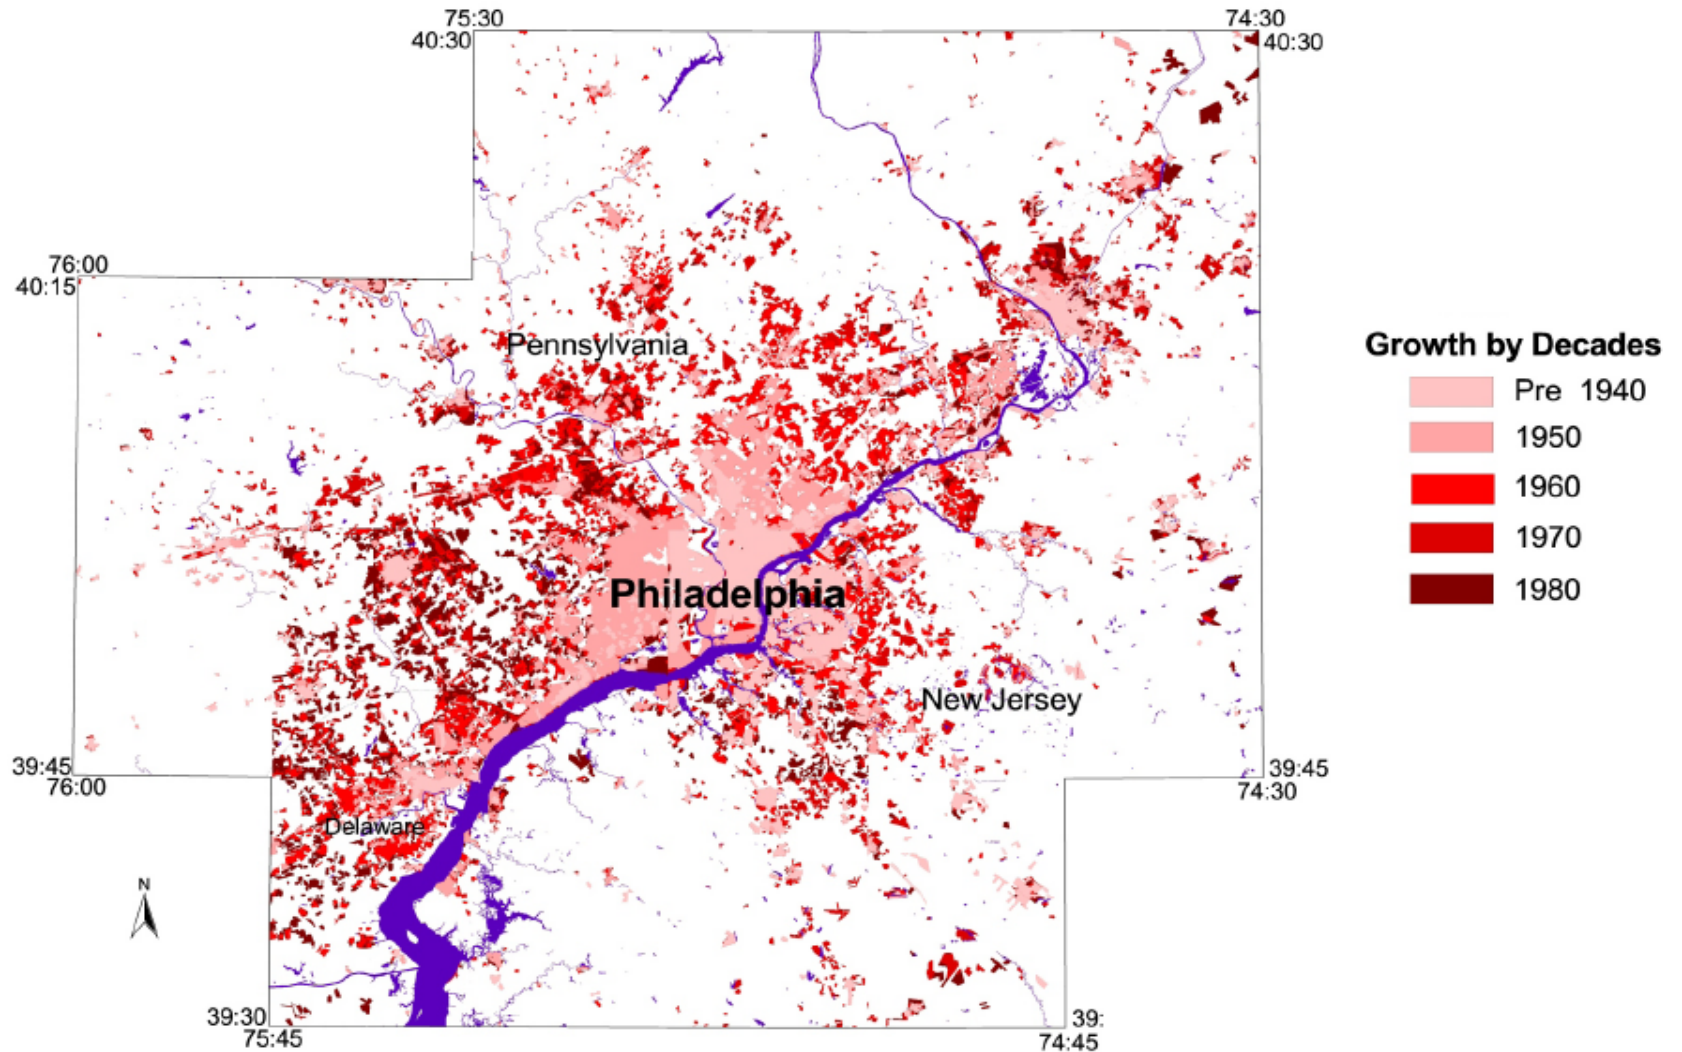 75:30
74:30
40:30
40:30
76:00
40:15
Pennsylvania
Growth by Decades
Pre 1940
1950
1960
1970
1980
Philadelphia
New Jersey
39:45
76:00
39:45
74:30
Delaware
N
39:30
75:45
39:
74:45